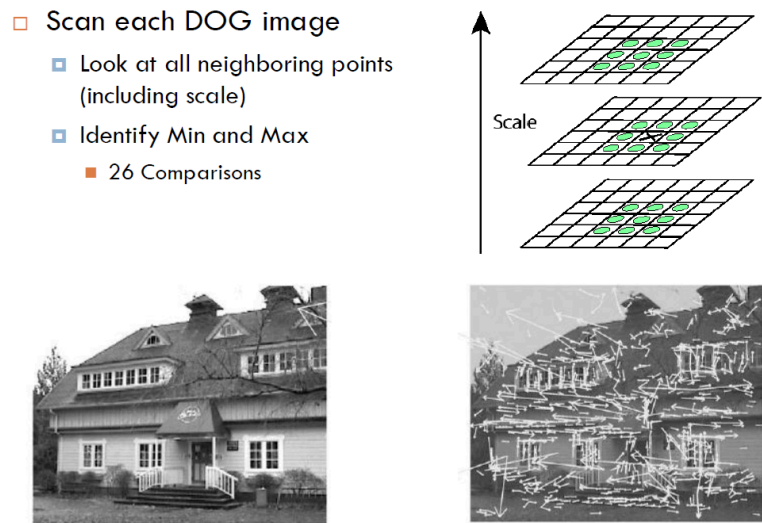 Scan each DOG image
Look at all neighboring points
(including scale)
Identify Min and Max
26 Comparisons
Scale